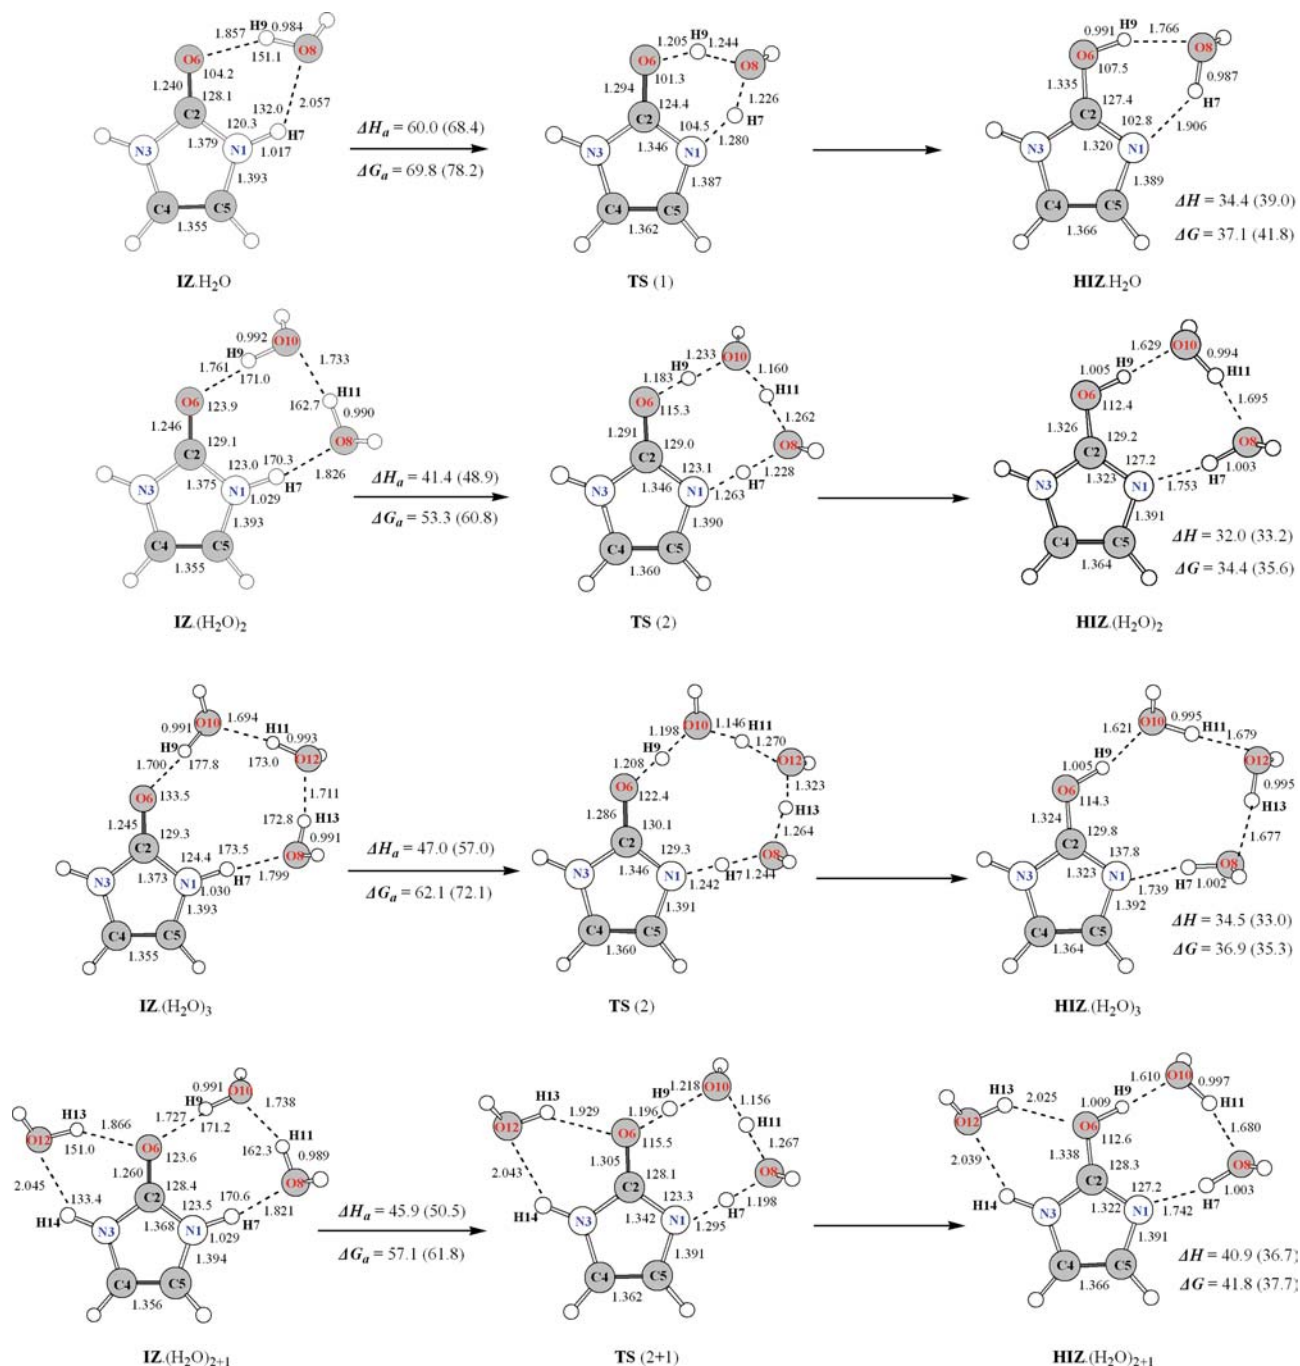 H9 0.984
1.857
O6 151.1 O8
104.2
1.240
128.1 132.0 2.057
C2
120.3 H7
N3 1.379 N1 1.017
1.393
C4 C5
1.355
IZ.H₂O
ΔHₐ = 60.0 (68.4)
ΔGₐ = 69.8 (78.2)
H9
1.205 1.244
O6 O8
101.3
1.294 1.226
124.4
C2 H7
104.5
N3 1.346 N1 1.280
1.387
C4 C5
1.362
TS (1)
H9
0.991 1.766
O6 O8
107.5
1.335 0.987
127.4 H7
C2
102.8 1.906
N3 1.320 N1
1.389
C4 C5
1.366
ΔH = 34.4 (39.0)
ΔG = 37.1 (41.8)
HIZ.H₂O
0.992 O10
H9
1.761 171.0 1.733
O6 H11
123.9 162.7 0.990
1.246
129.1 O8
C2 170.3
123.0 1.826
N3 1.375 N1 H7
1.029
1.393
C4 C5
1.355
IZ.(H₂O)₂
ΔHₐ = 41.4 (48.9)
ΔGₐ = 53.3 (60.8)
H9 1.233 O10
1.183 1.160
O6 H11
115.3 1.262
1.291
129.0 O8
C2
123.1 1.228
N3 1.346 N1 H7
1.263
1.390
C4 C5
1.360
TS (2)
1.629 O10
H9 0.994
1.005 H11
O6
112.4 1.695
1.326
129.2 O8
C2
127.2 1.003
N3 1.323 N1 H7
1.753
1.391
C4 C5
1.364
ΔH = 32.0 (33.2)
ΔG = 34.4 (35.6)
HIZ.(H₂O)₂
O10 1.694
0.991 H11
H9 0.993
1.700 177.8 173.0 O12
O6 133.5 1.711
1.245 172.8 H13
129.3 0.991
C2 173.5 O8
124.4
N3 1.373 N1 H7 1.799
1.030
1.393
C4 C5
1.355
IZ.(H₂O)₃
ΔHₐ = 47.0 (57.0)
ΔGₐ = 62.1 (72.1)
O10 1.146 H11
1.198
H9 1.270
1.208 O12
O6 1.323
122.4
1.286 H13
130.1 1.264
C2
129.3 O8
N3 1.346 N1 H7 1.244
1.242
1.391
C4 C5
1.360
TS (2)
O10 0.995
H11
1.621 1.679
H9 O12
1.005 0.995
O6 114.3 H13
1.324
129.8 1.677
C2
137.8 O8
N3 1.323 N1 H7
1.739 1.002
1.392
C4 C5
1.364
ΔH = 34.5 (33.0)
ΔG = 36.9 (35.3)
HIZ.(H₂O)₃
0.991 O10
H9
H13 1.727 1.738
1.866 171.2
O12 151.0 O6 H11
123.6 162.3 0.989
1.260
2.045 128.4 O8
133.4 C2 170.6
123.5 1.821
H14 N3 1.368 N1 H7
1.029
1.394
C4 C5
1.356
IZ.(H₂O)₂₊₁
ΔHₐ = 45.9 (50.5)
ΔGₐ = 57.1 (61.8)
H9 1.218 O10
H13 1.196 1.156
1.929 H11
O12 O6
115.5 1.267
1.305
2.043 128.1 O8
C2
123.3 1.198
H14 N3 1.342 N1 H7
1.295
1.391
C4 C5
1.362
TS (2+1)
1.610 O10
H13 H9 0.997
2.025 1.009 H11
O12 O6
112.6 1.680
1.338
2.039 128.3 O8
C2
127.2 1.003
H14 N3 1.322 N1 H7
1.742
1.391
C4 C5
1.366
ΔH = 40.9 (36.7)
ΔG = 41.8 (37.7)
HIZ.(H₂O)₂₊₁